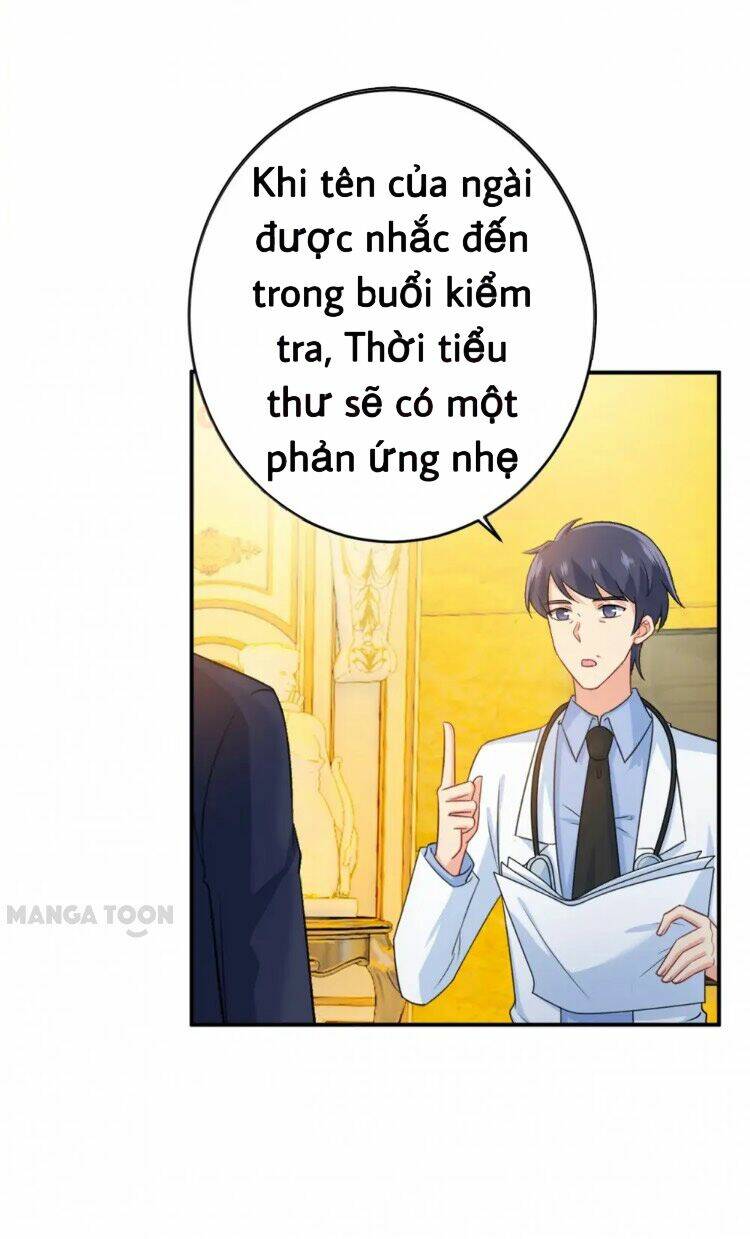 Khi tên của ngài
được nhắc đến
trong buổi kiểm
tra, Thời tiểu
thư sẽ có một
phản ứng nhẹ
MANGA TOON